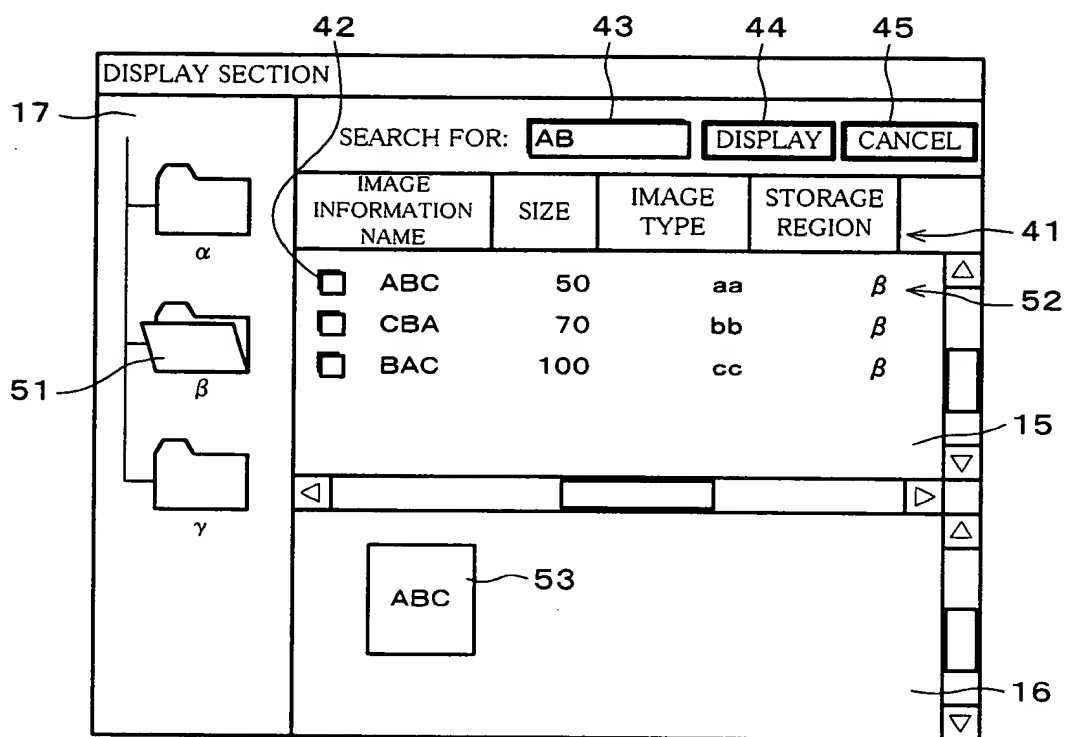 42 43 44 45
DISPLAY SECTION
17
SEARCH FOR: AB DISPLAY CANCEL
IMAGE INFORMATION NAME SIZE IMAGE TYPE STORAGE REGION
41
α
ABC 50 aa β
52
CBA 70 bb β
BAC 100 cc β
51
β
15
γ
ABC
53
16